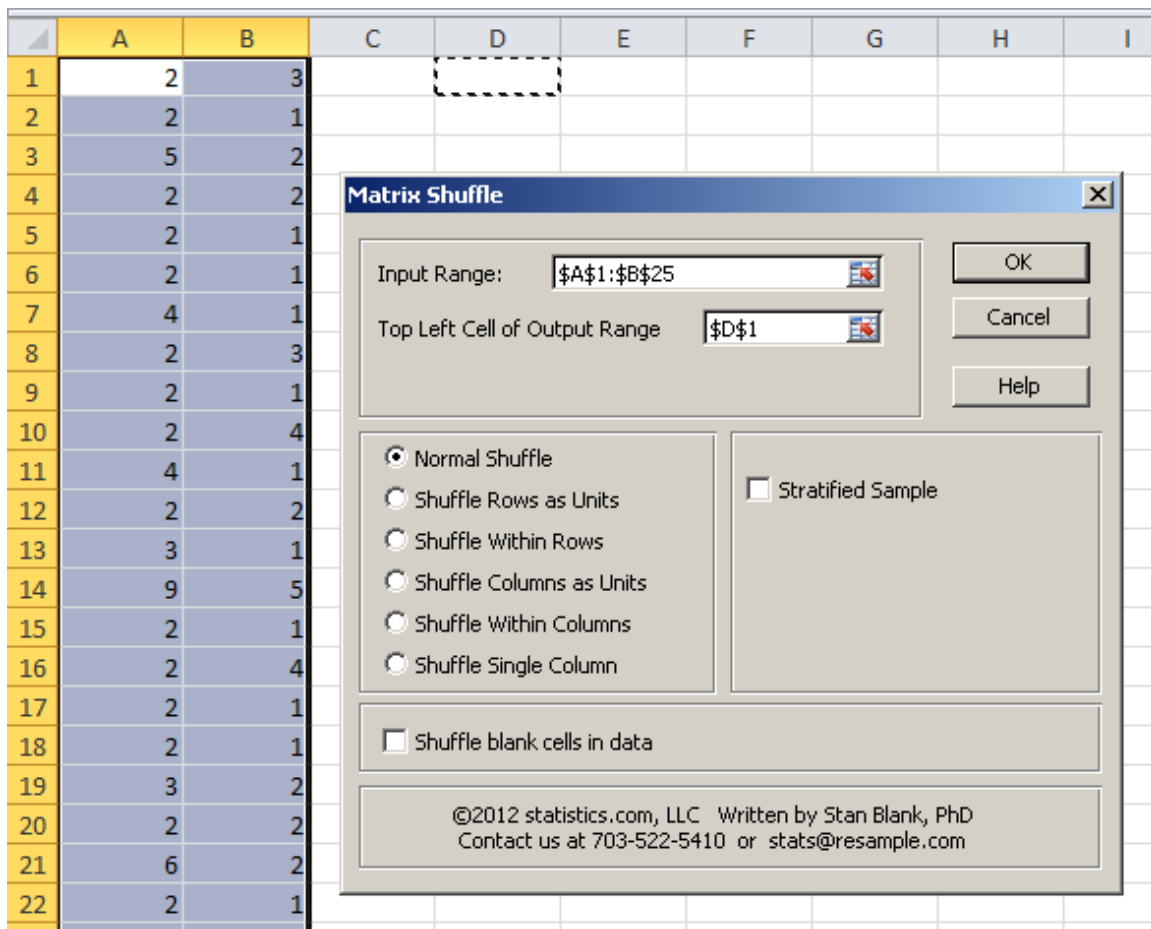 A B C D E F G H I
1 2 3
2 2 1
3 5 2
4 2 2
5 2 1
6 2 1
7 4 1
8 2 3
9 2 1
10 2 4
11 4 1
12 2 2
13 3 1
14 9 5
15 2 1
16 2 4
17 2 1
18 2 1
19 3 2
20 2 2
21 6 2
22 2 1
Matrix Shuffle
Input Range: $A$1:$B$25
Top Left Cell of Output Range $D$1
OK
Cancel
Help
Normal Shuffle
Shuffle Rows as Units
Shuffle Within Rows
Shuffle Columns as Units
Shuffle Within Columns
Shuffle Single Column
Stratified Sample
Shuffle blank cells in data
©2012 statistics.com, LLC Written by Stan Blank, PhD
Contact us at 703-522-5410 or stats@resample.com